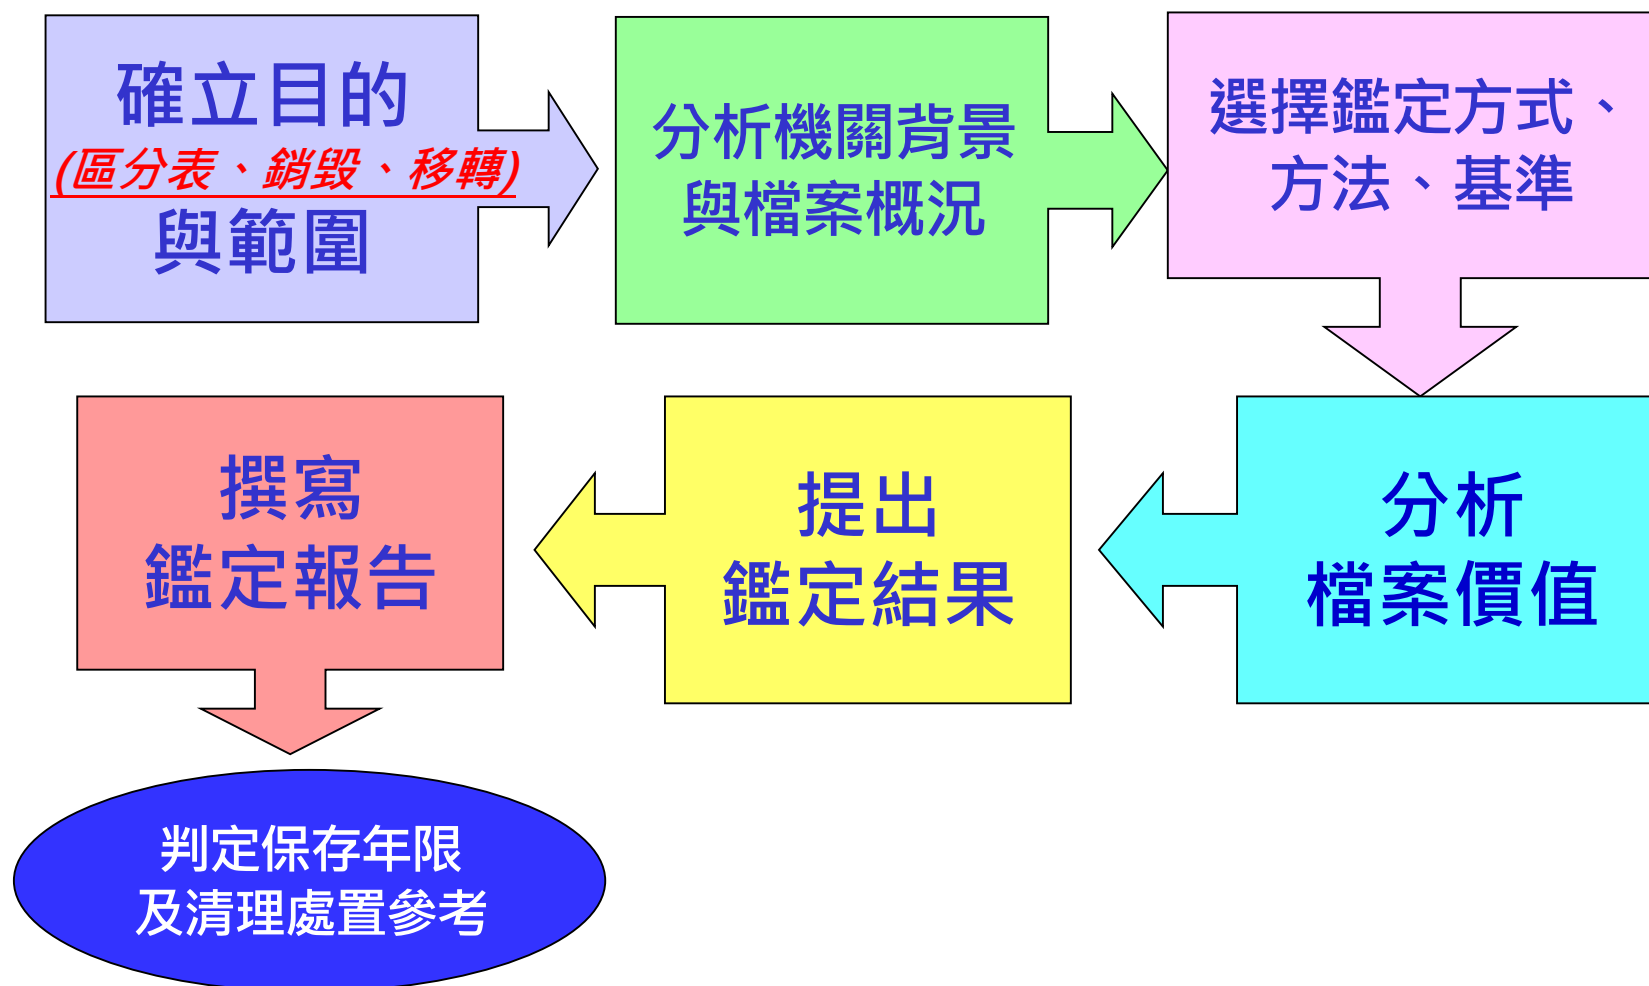 確立目的
(區分表、銷毀、移轉)
與範圍
分析機關背景
與檔案概況
選擇鑑定方式、
方法、基準
分析
檔案價值
提出
鑑定結果
撰寫
鑑定報告
判定保存年限
及清理處置參考